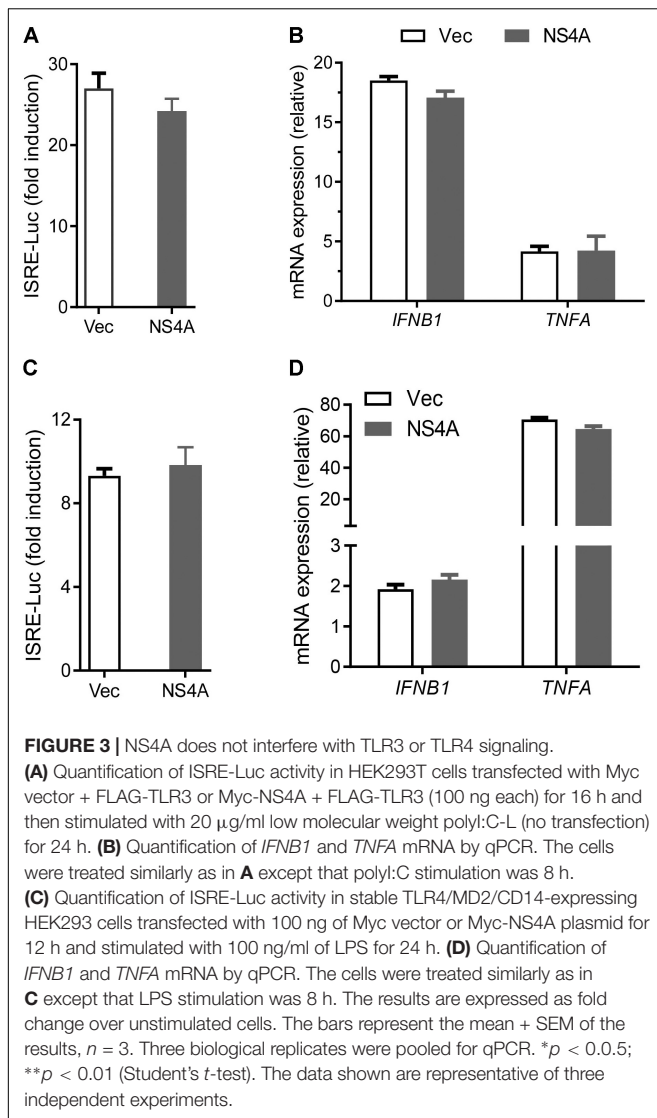 A
B
Vec NS4A
ISRE-Luc (fold induction)
30
20
10
0
Vec NS4A
mRNA expression (relative)
20
15
10
5
0
IFNB1 TNFA
C
D
ISRE-Luc (fold induction)
12
9
6
3
0
Vec NS4A
Vec
NS4A
mRNA expression (relative)
80
60
40
20
3
2
1
0
IFNB1 TNFA
FIGURE 3 | NS4A does not interfere with TLR3 or TLR4 signaling.
(A) Quantification of ISRE-Luc activity in HEK293T cells transfected with Myc
vector + FLAG-TLR3 or Myc-NS4A + FLAG-TLR3 (100 ng each) for 16 h and
then stimulated with 20 μg/ml low molecular weight polyI:C-L (no transfection)
for 24 h. (B) Quantification of IFNB1 and TNFA mRNA by qPCR. The cells
were treated similarly as in A except that polyI:C stimulation was 8 h.
(C) Quantification of ISRE-Luc activity in stable TLR4/MD2/CD14-expressing
HEK293 cells transfected with 100 ng of Myc vector or Myc-NS4A plasmid for
12 h and stimulated with 100 ng/ml of LPS for 24 h. (D) Quantification of
IFNB1 and TNFA mRNA by qPCR. The cells were treated similarly as in
C except that LPS stimulation was 8 h. The results are expressed as fold
change over unstimulated cells. The bars represent the mean + SEM of the
results, n = 3. Three biological replicates were pooled for qPCR. *p < 0.0.5;
**p < 0.01 (Student's t-test). The data shown are representative of three
independent experiments.